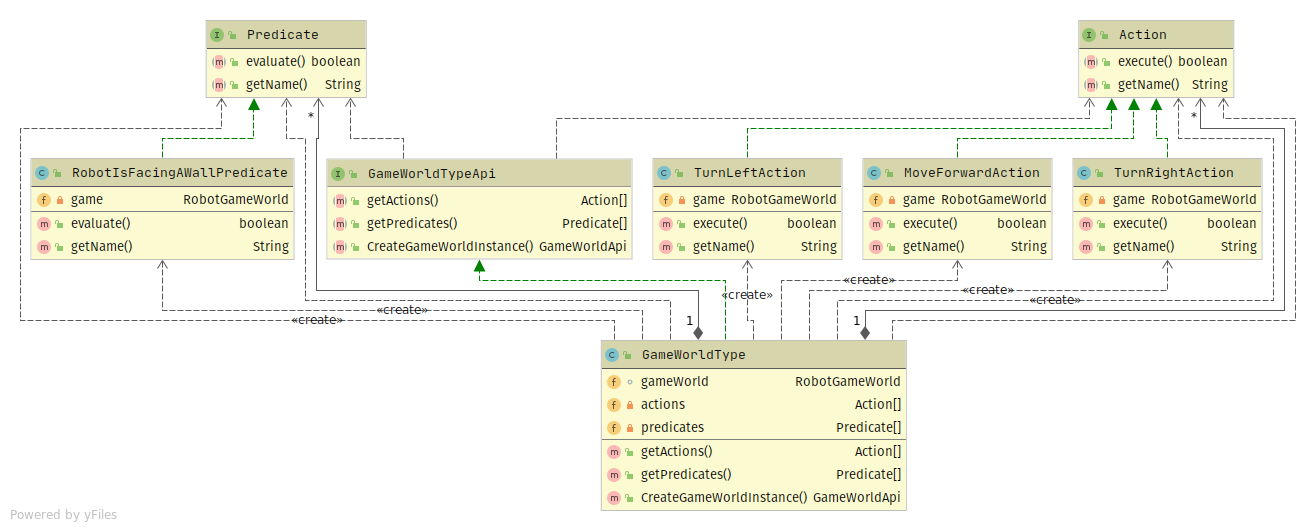 Predicate
evaluate() boolean
getName() String
Action
execute() boolean
getName() String
*
*
RobotIsFacingAWallPredicate
game RobotGameWorld
evaluate() boolean
getName() String
GameWorldTypeApi
getActions() Action[]
getPredicates() Predicate[]
CreateGameWorldInstance() GameWorldApi
TurnLeftAction
game RobotGameWorld
execute() boolean
getName() String
MoveForwardAction
game RobotGameWorld
execute() boolean
getName() String
TurnRightAction
game RobotGameWorld
execute() boolean
getName() String
«create»
«create»
«create»
«create»
«create»
«create»
1
1
GameWorldType
gameWorld RobotGameWorld
actions Action[]
predicates Predicate[]
getActions() Action[]
getPredicates() Predicate[]
CreateGameWorldInstance() GameWorldApi
Powered by yFiles